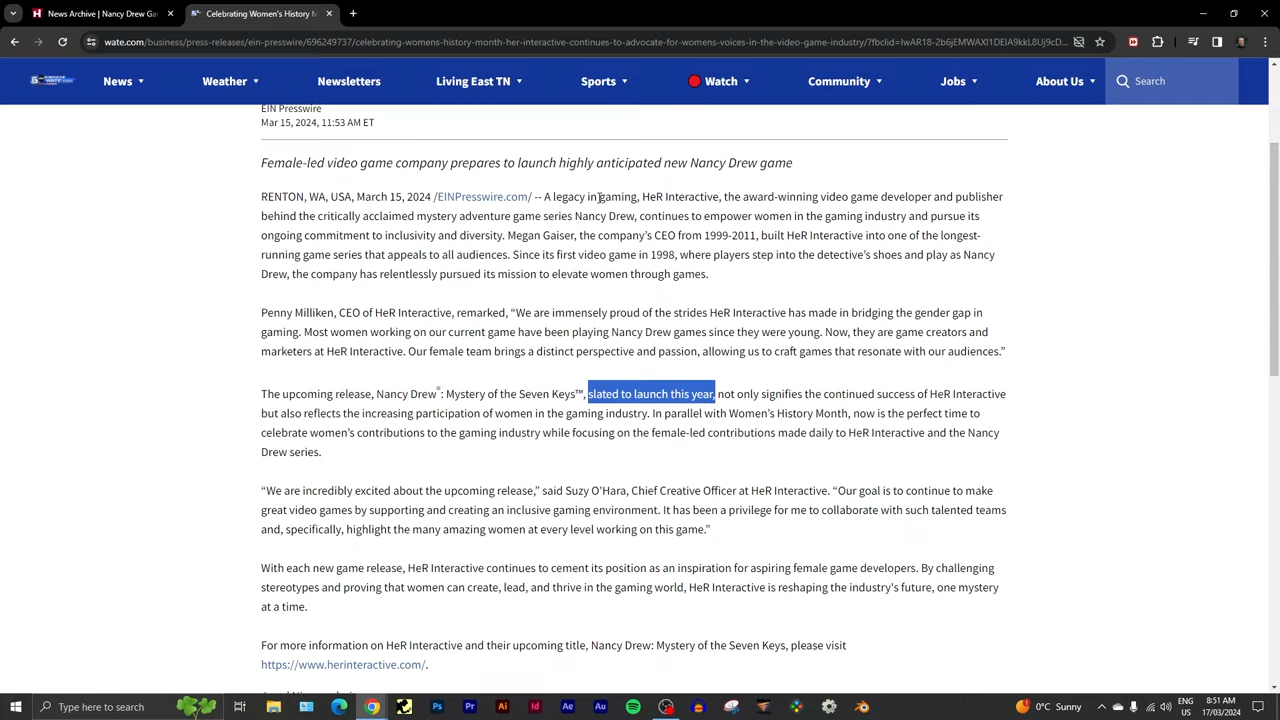 News Archive | Nancy Drew Ga
Celebrating Women's History M
wate.com/business/press-releases/ein-presswire/696249737/celebrating-womens-history-month-her-interactive-continues-to-advocate-for-womens-voices-in-the-video-game-industry/?fbclid=
News
Weather
Newsletters
Living East TN
Sports
Watch
Community
Jobs
About Us
Search
EIN Presswire
Mar 15, 2024, 11:53 AM ET
Female-led video game company prepares to launch highly anticipated new Nancy Drew game
RENTON, WA, USA, March 15, 2024 /EINPresswire.com/ -- A legacy in gaming, HeR Interactive, the award-winning video game developer and publisher
behind the critically acclaimed mystery adventure game series Nancy Drew, continues to empower women in the gaming industry and pursue its
ongoing commitment to inclusivity and diversity. Megan Gaiser, the company's CEO from 1999-2011, built HeR Interactive into one of the longest-
running game series that appeals to all audiences. Since its first video game in 1998, where players step into the detective's shoes and play as Nancy
Drew, the company has relentlessly pursued its mission to elevate women through games.
Penny Milliken, CEO of HeR Interactive, remarked, “We are immensely proud of the strides HeR Interactive has made in bridging the gender gap in
gaming. Most women working on our current game have been playing Nancy Drew games since they were young. Now, they are game creators and
marketers at HeR Interactive. Our female team brings a distinct perspective and passion, allowing us to craft games that resonate with our audiences.”
The upcoming release, Nancy Drew®: Mystery of the Seven Keys™, slated to launch this year, not only signifies the continued success of HeR Interactive
but also reflects the increasing participation of women in the gaming industry. In parallel with Women's History Month, now is the perfect time to
celebrate women's contributions to the gaming industry while focusing on the female-led contributions made daily to HeR Interactive and the Nancy
Drew series.
“We are incredibly excited about the upcoming release,” said Suzy O'Hara, Chief Creative Officer at HeR Interactive. “Our goal is to continue to make
great video games by supporting and creating an inclusive gaming environment. It has been a privilege for me to collaborate with such talented teams
and, specifically, highlight the many amazing women at every level working on this game.”
With each new game release, HeR Interactive continues to cement its position as an inspiration for aspiring female game developers. By challenging
stereotypes and proving that women can create, lead, and thrive in the gaming world, HeR Interactive is reshaping the industry's future, one mystery
at a time.
For more information on HeR Interactive and their upcoming title, Nancy Drew: Mystery of the Seven Keys, please visit
https://www.herinteractive.com/.
Type here to search
0°C Sunny
ENG
US
8:51 AM
17/03/2024